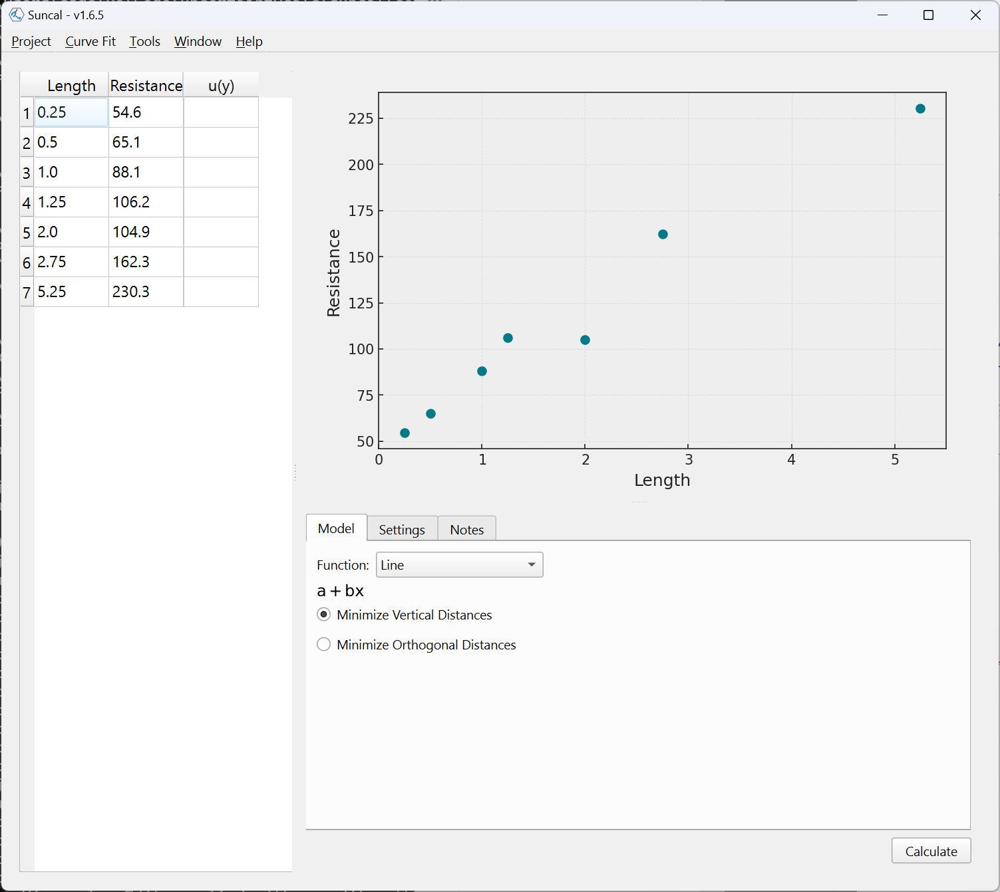 Suncal - v1.6.5
Project Curve Fit Tools Window Help
Length Resistance u(y)
1 0.25 54.6
2 0.5 65.1
3 1.0 88.1
4 1.25 106.2
5 2.0 104.9
6 2.75 162.3
7 5.25 230.3
225
200
175
150
125
100
75
50
Resistance
0 1 2 3 4 5
Length
Model Settings Notes
Function: Line
a + bx
Minimize Vertical Distances
Minimize Orthogonal Distances
Calculate